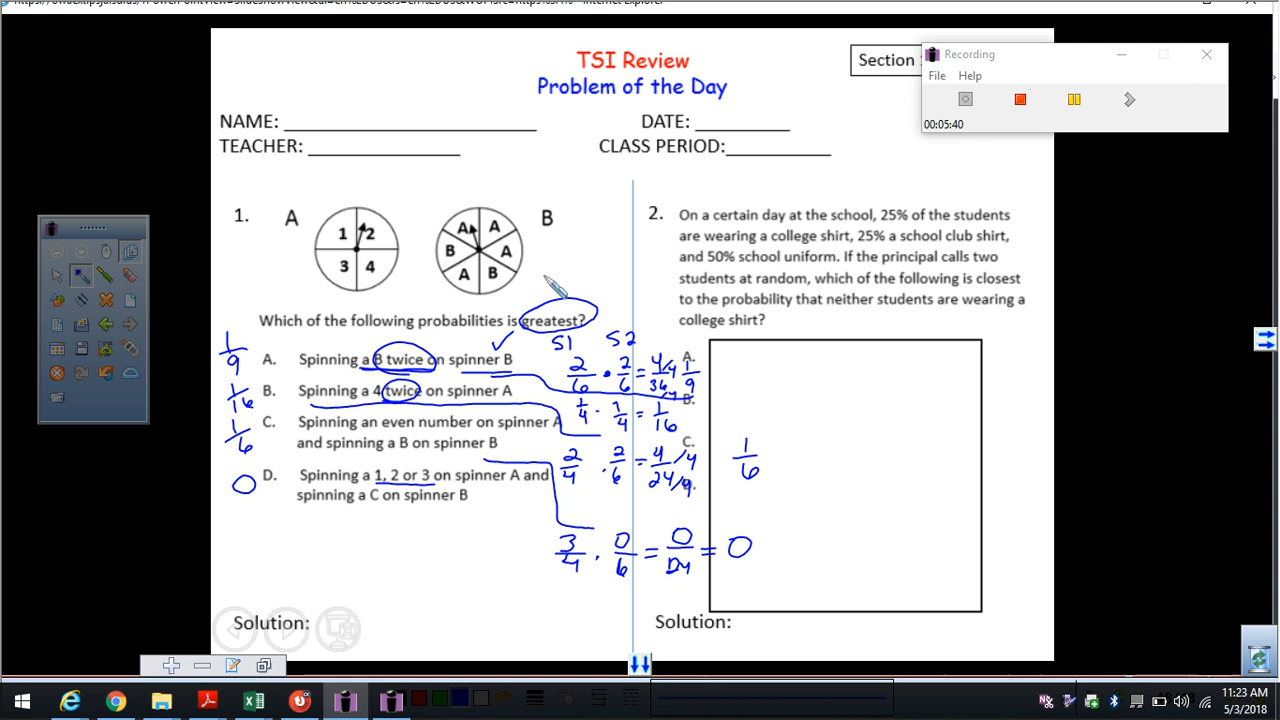 Recording
File Help
00:05:40
TSI Review
Problem of the Day
Section
NAME: ____________________ DATE: __________
TEACHER: ________________ CLASS PERIOD:___________
1.
A
1 2
3 4
A A
B A
A B
B
Which of the following probabilities is greatest?
S1 S2
1/9
A. Spinning a B twice on spinner B
2/6 • 2/6 = 4/4 / 36/4 1/9
1/16
B. Spinning a 4 twice on spinner A
1/4 · 1/4 = 1/16
1/6
C. Spinning an even number on spinner A
and spinning a B on spinner B
2/4 · 2/6 = 4/4 / 24/9 1/6
0
D. Spinning a 1, 2 or 3 on spinner A and
spinning a C on spinner B
3/4 · 0/6 = 0/24 = 0
Solution:
2. On a certain day at the school, 25% of the students
are wearing a college shirt, 25% a school club shirt,
and 50% school uniform. If the principal calls two
students at random, which of the following is closest
to the probability that neither students are wearing a
college shirt?
A.
B.
C.
Solution:
11:23 AM
5/3/2018